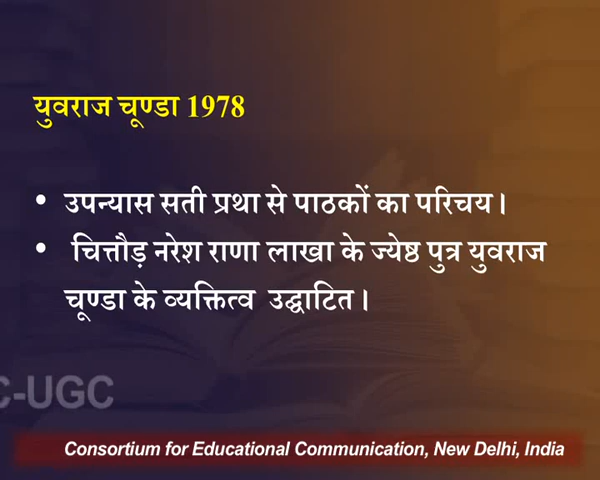 युवराज चूण्डा 1978
• उपन्यास सती प्रथा से पाठकों का परिचय।
• चित्तौड़ नरेश राणा लाखा के ज्येष्ठ पुत्र युवराज
चूण्डा के व्यक्तित्व उद्घाटित।
C-UGC
Consortium for Educational Communication, New Delhi, India